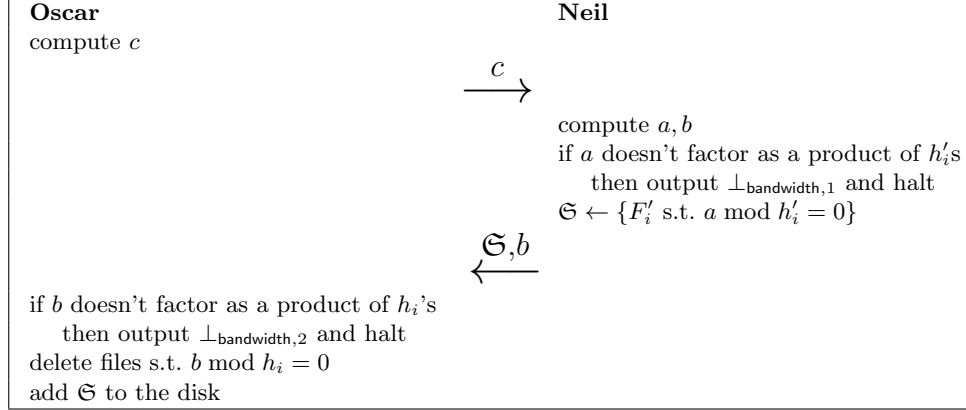 Oscar Neil
compute c
c
compute a, b
if a doesn't factor as a product of h′ᵢs
then output ⊥bandwidth,1 and halt
𝔖 ← {F′ᵢ s.t. a mod h′ᵢ = 0}
𝔖,b
if b doesn't factor as a product of hᵢ's
then output ⊥bandwidth,2 and halt
delete files s.t. b mod hᵢ = 0
add 𝔖 to the disk